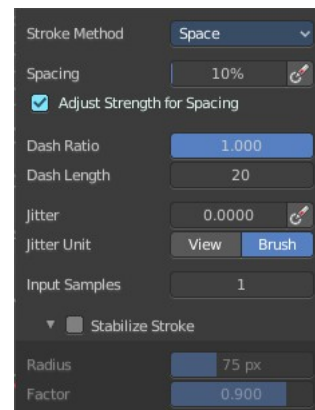 Stroke Method Space
Spacing 10%
Adjust Strength for Spacing
Dash Ratio 1.000
Dash Length 20
Jitter 0.0000
Jitter Unit View Brush
Input Samples 1
Stabilize Stroke
Radius 75 px
Factor 0.900